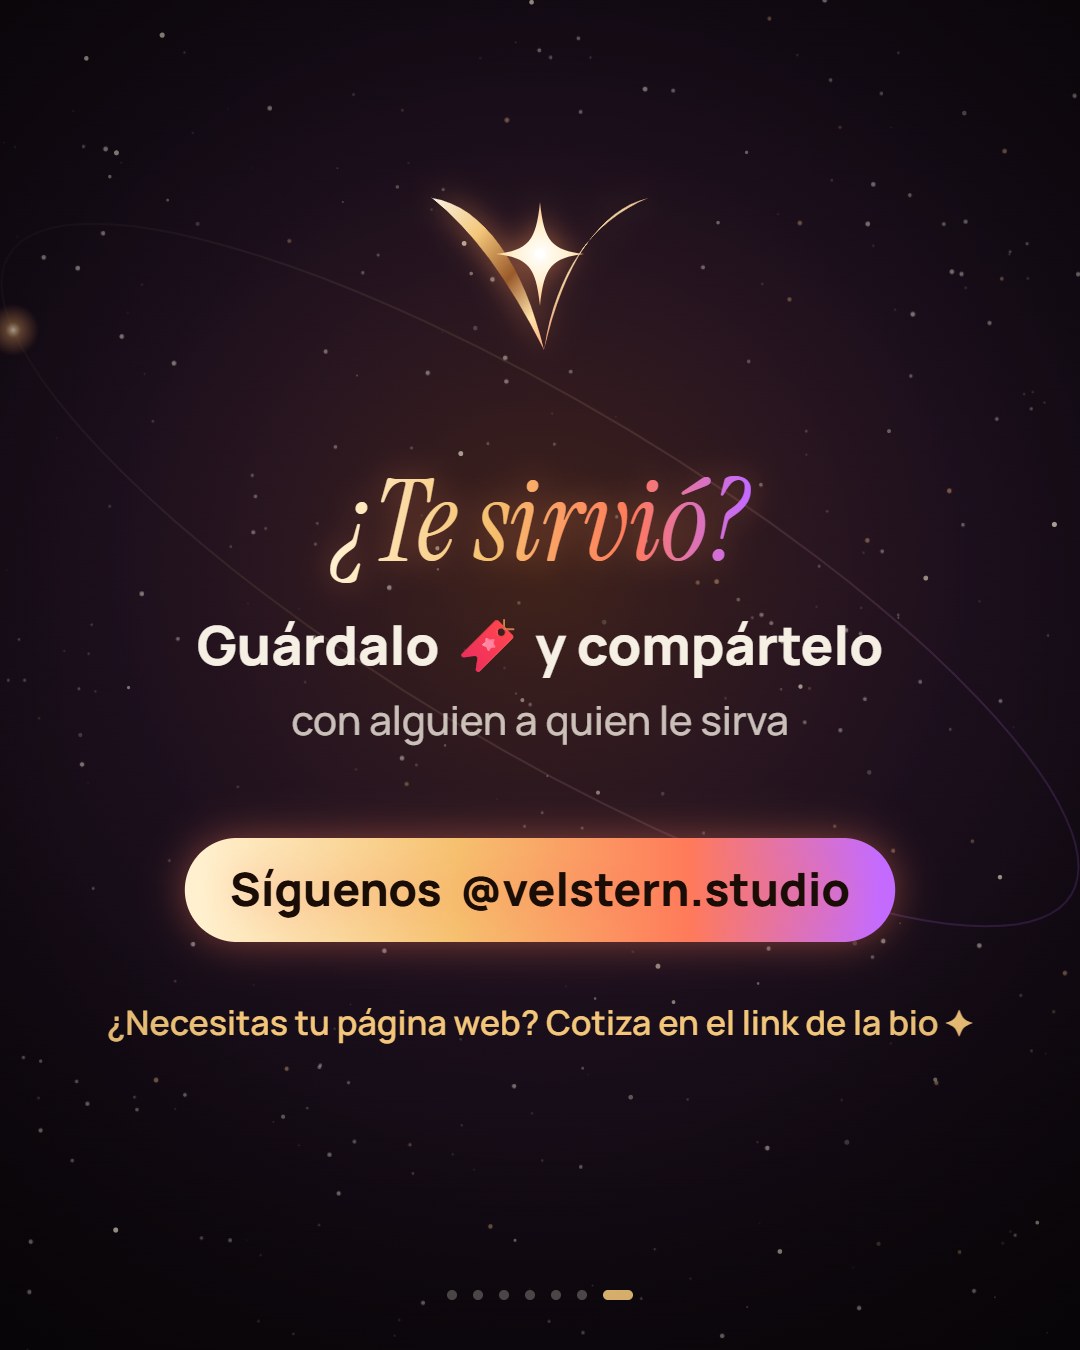 ¿Te sirvió?
Guárdalo 🔖 y compártelo
con alguien a quien le sirva
Síguenos @velstern.studio
¿Necesitas tu página web? Cotiza en el link de la bio ✦